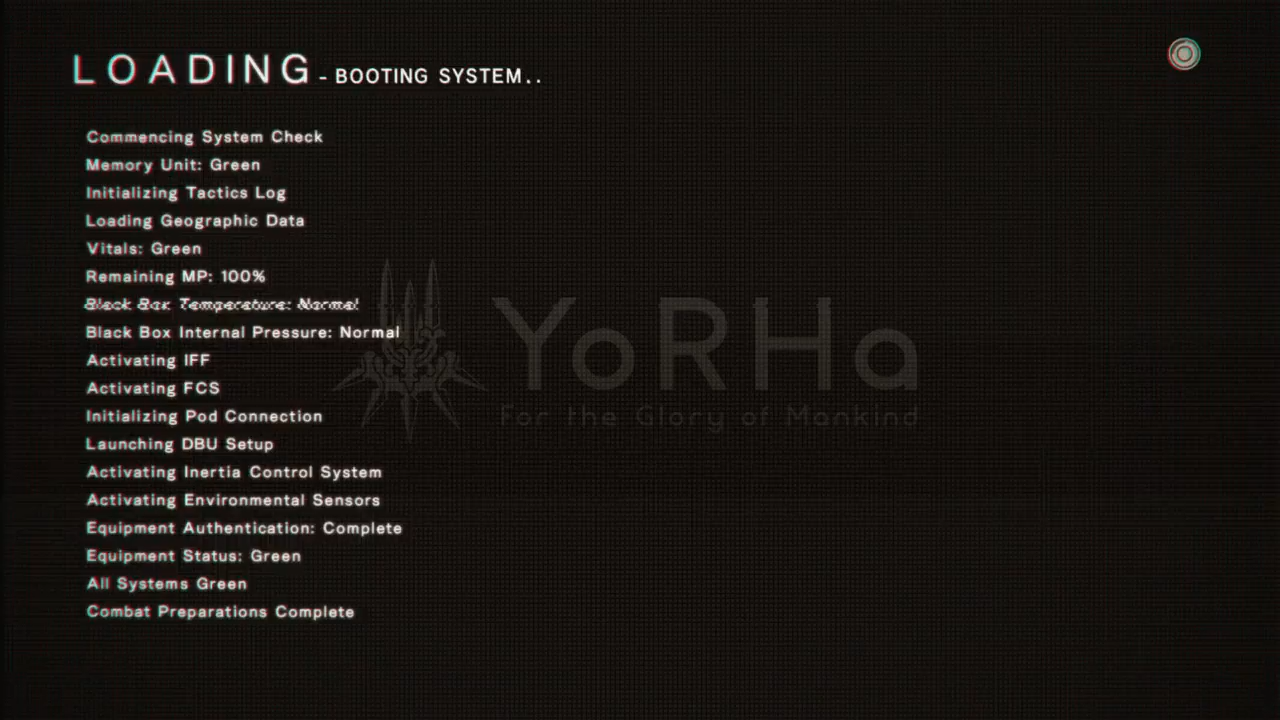 LOADING - BOOTING SYSTEM..
Commencing System Check
Memory Unit: Green
Initializing Tactics Log
Loading Geographic Data
Vitals: Green
Remaining MP: 100%
Black Box Temperature: Normal
Black Box Internal Pressure: Normal
Activating IFF
Activating FCS
Initializing Pod Connection
Launching DBU Setup
Activating Inertia Control System
Activating Environmental Sensors
Equipment Authentication: Complete
Equipment Status: Green
All Systems Green
Combat Preparations Complete
YoRHa
For the Glory of Mankind